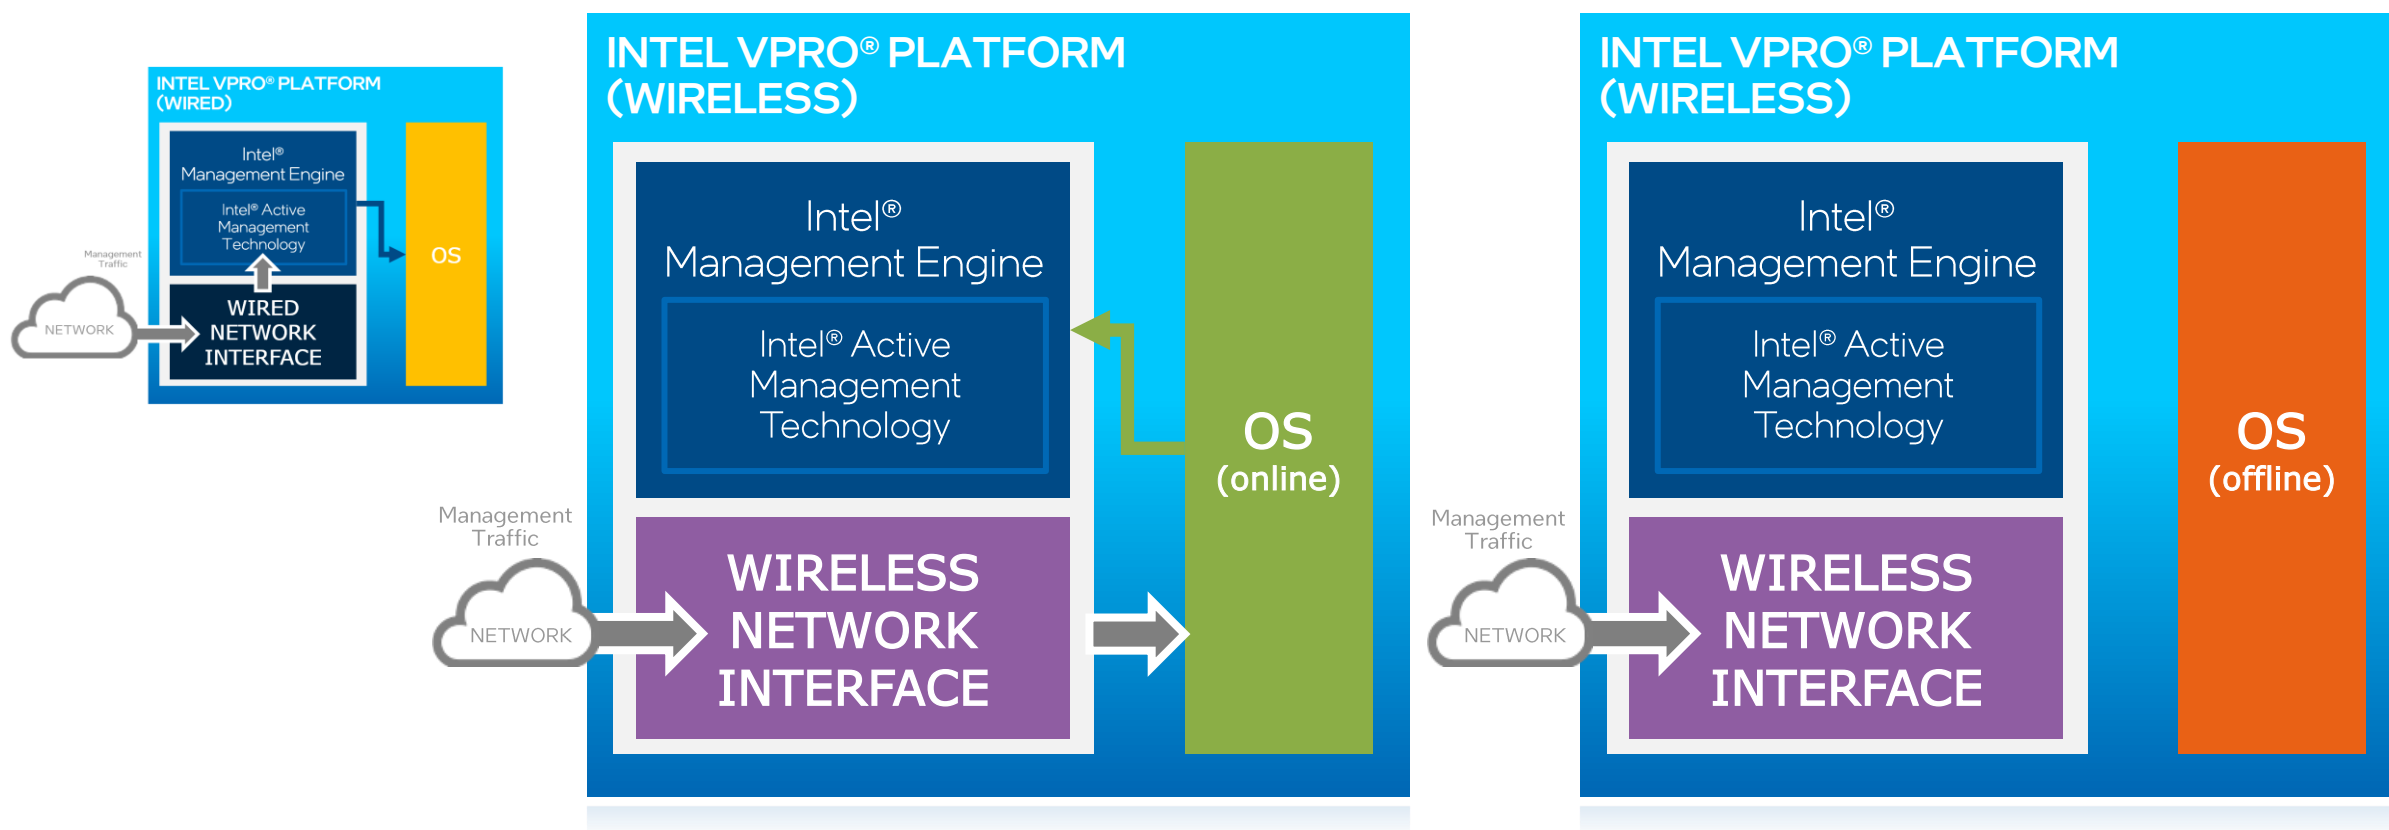 INTEL VPRO® PLATFORM
(WIRED)
Intel®
Management Engine
Intel® Active
Management
Technology
OS
Management
Traffic
NETWORK
WIRED
NETWORK
INTERFACE
INTEL VPRO® PLATFORM
(WIRELESS)
Intel®
Management Engine
Intel® Active
Management
Technology
OS
(online)
Management
Traffic
NETWORK
WIRELESS
NETWORK
INTERFACE
INTEL VPRO® PLATFORM
(WIRELESS)
Intel®
Management Engine
Intel® Active
Management
Technology
OS
(offline)
Management
Traffic
NETWORK
WIRELESS
NETWORK
INTERFACE